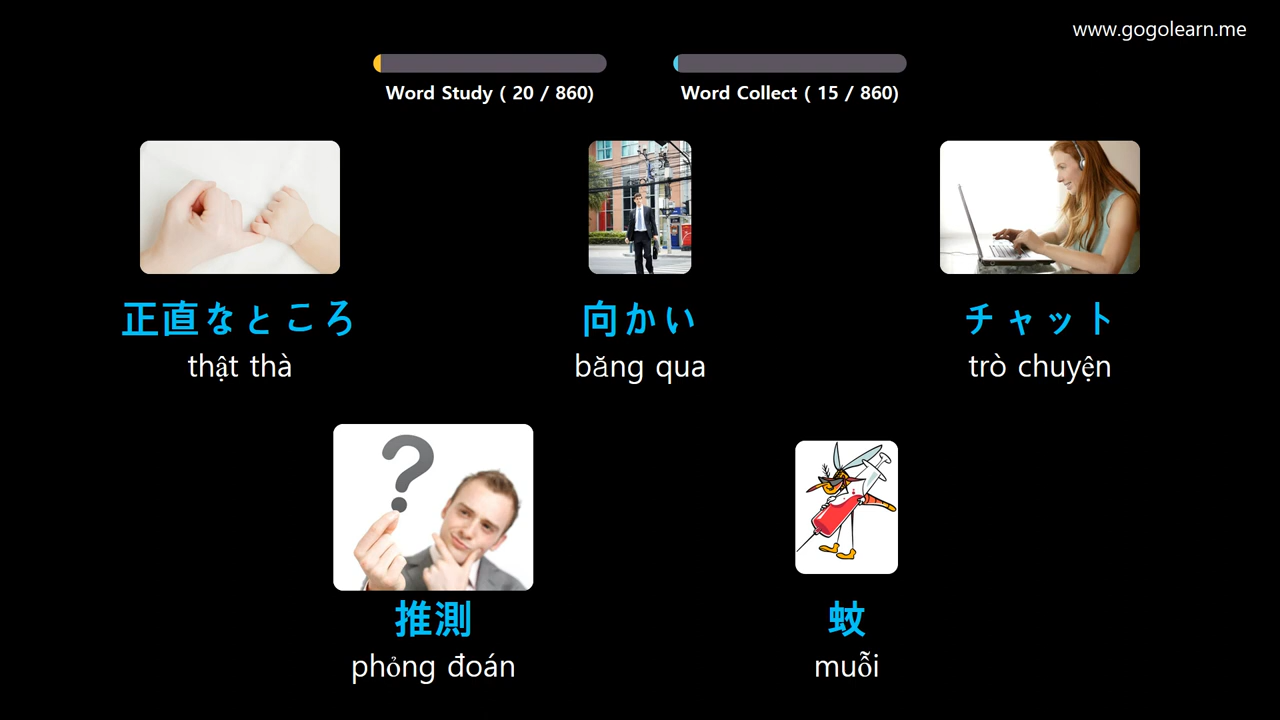 www.gogolearn.me
Word Study ( 20 / 860)
Word Collect ( 15 / 860)
正直なところ
thật thà
向かい
băng qua
チャット
trò chuyện
推測
phỏng đoán
蚊
muỗi